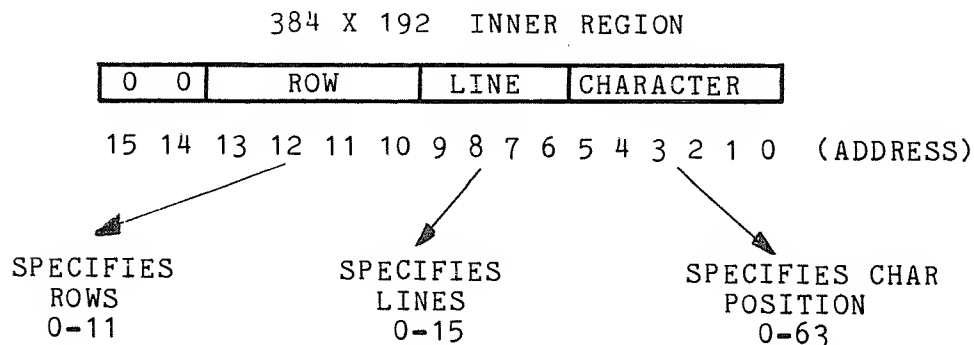 384 X 192 INNER REGION
0 0 ROW LINE CHARACTER
15 14 13 12 11 10 9 8 7 6 5 4 3 2 1 0 (ADDRESS)
SPECIFIES ROWS 0-11
SPECIFIES LINES 0-15
SPECIFIES CHAR POSITION 0-63